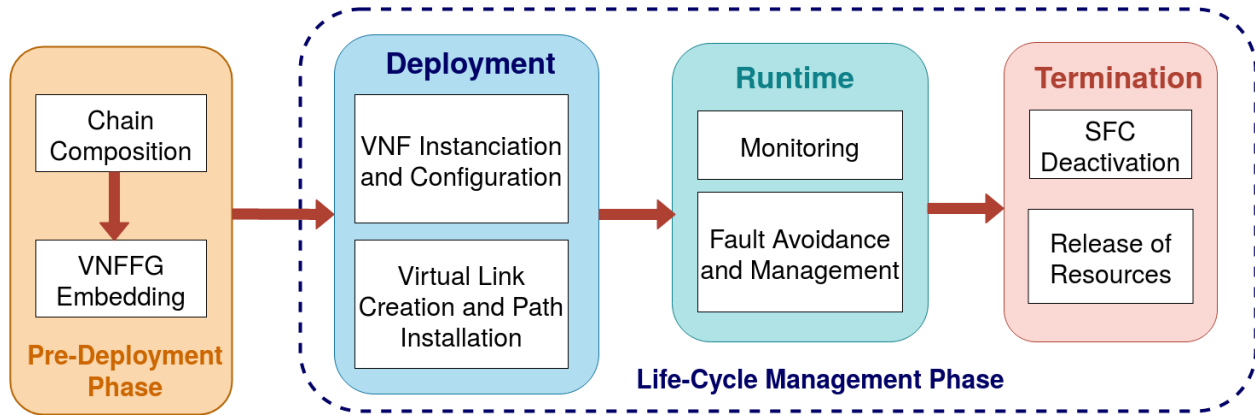 Chain
Composition
VNFFG
Embedding
Pre-Deployment
Phase
Deployment
VNF Instanciation
and Configuration
Virtual Link
Creation and Path
Installation
Runtime
Monitoring
Fault Avoidance
and Management
Termination
SFC
Deactivation
Release of
Resources
Life-Cycle Management Phase